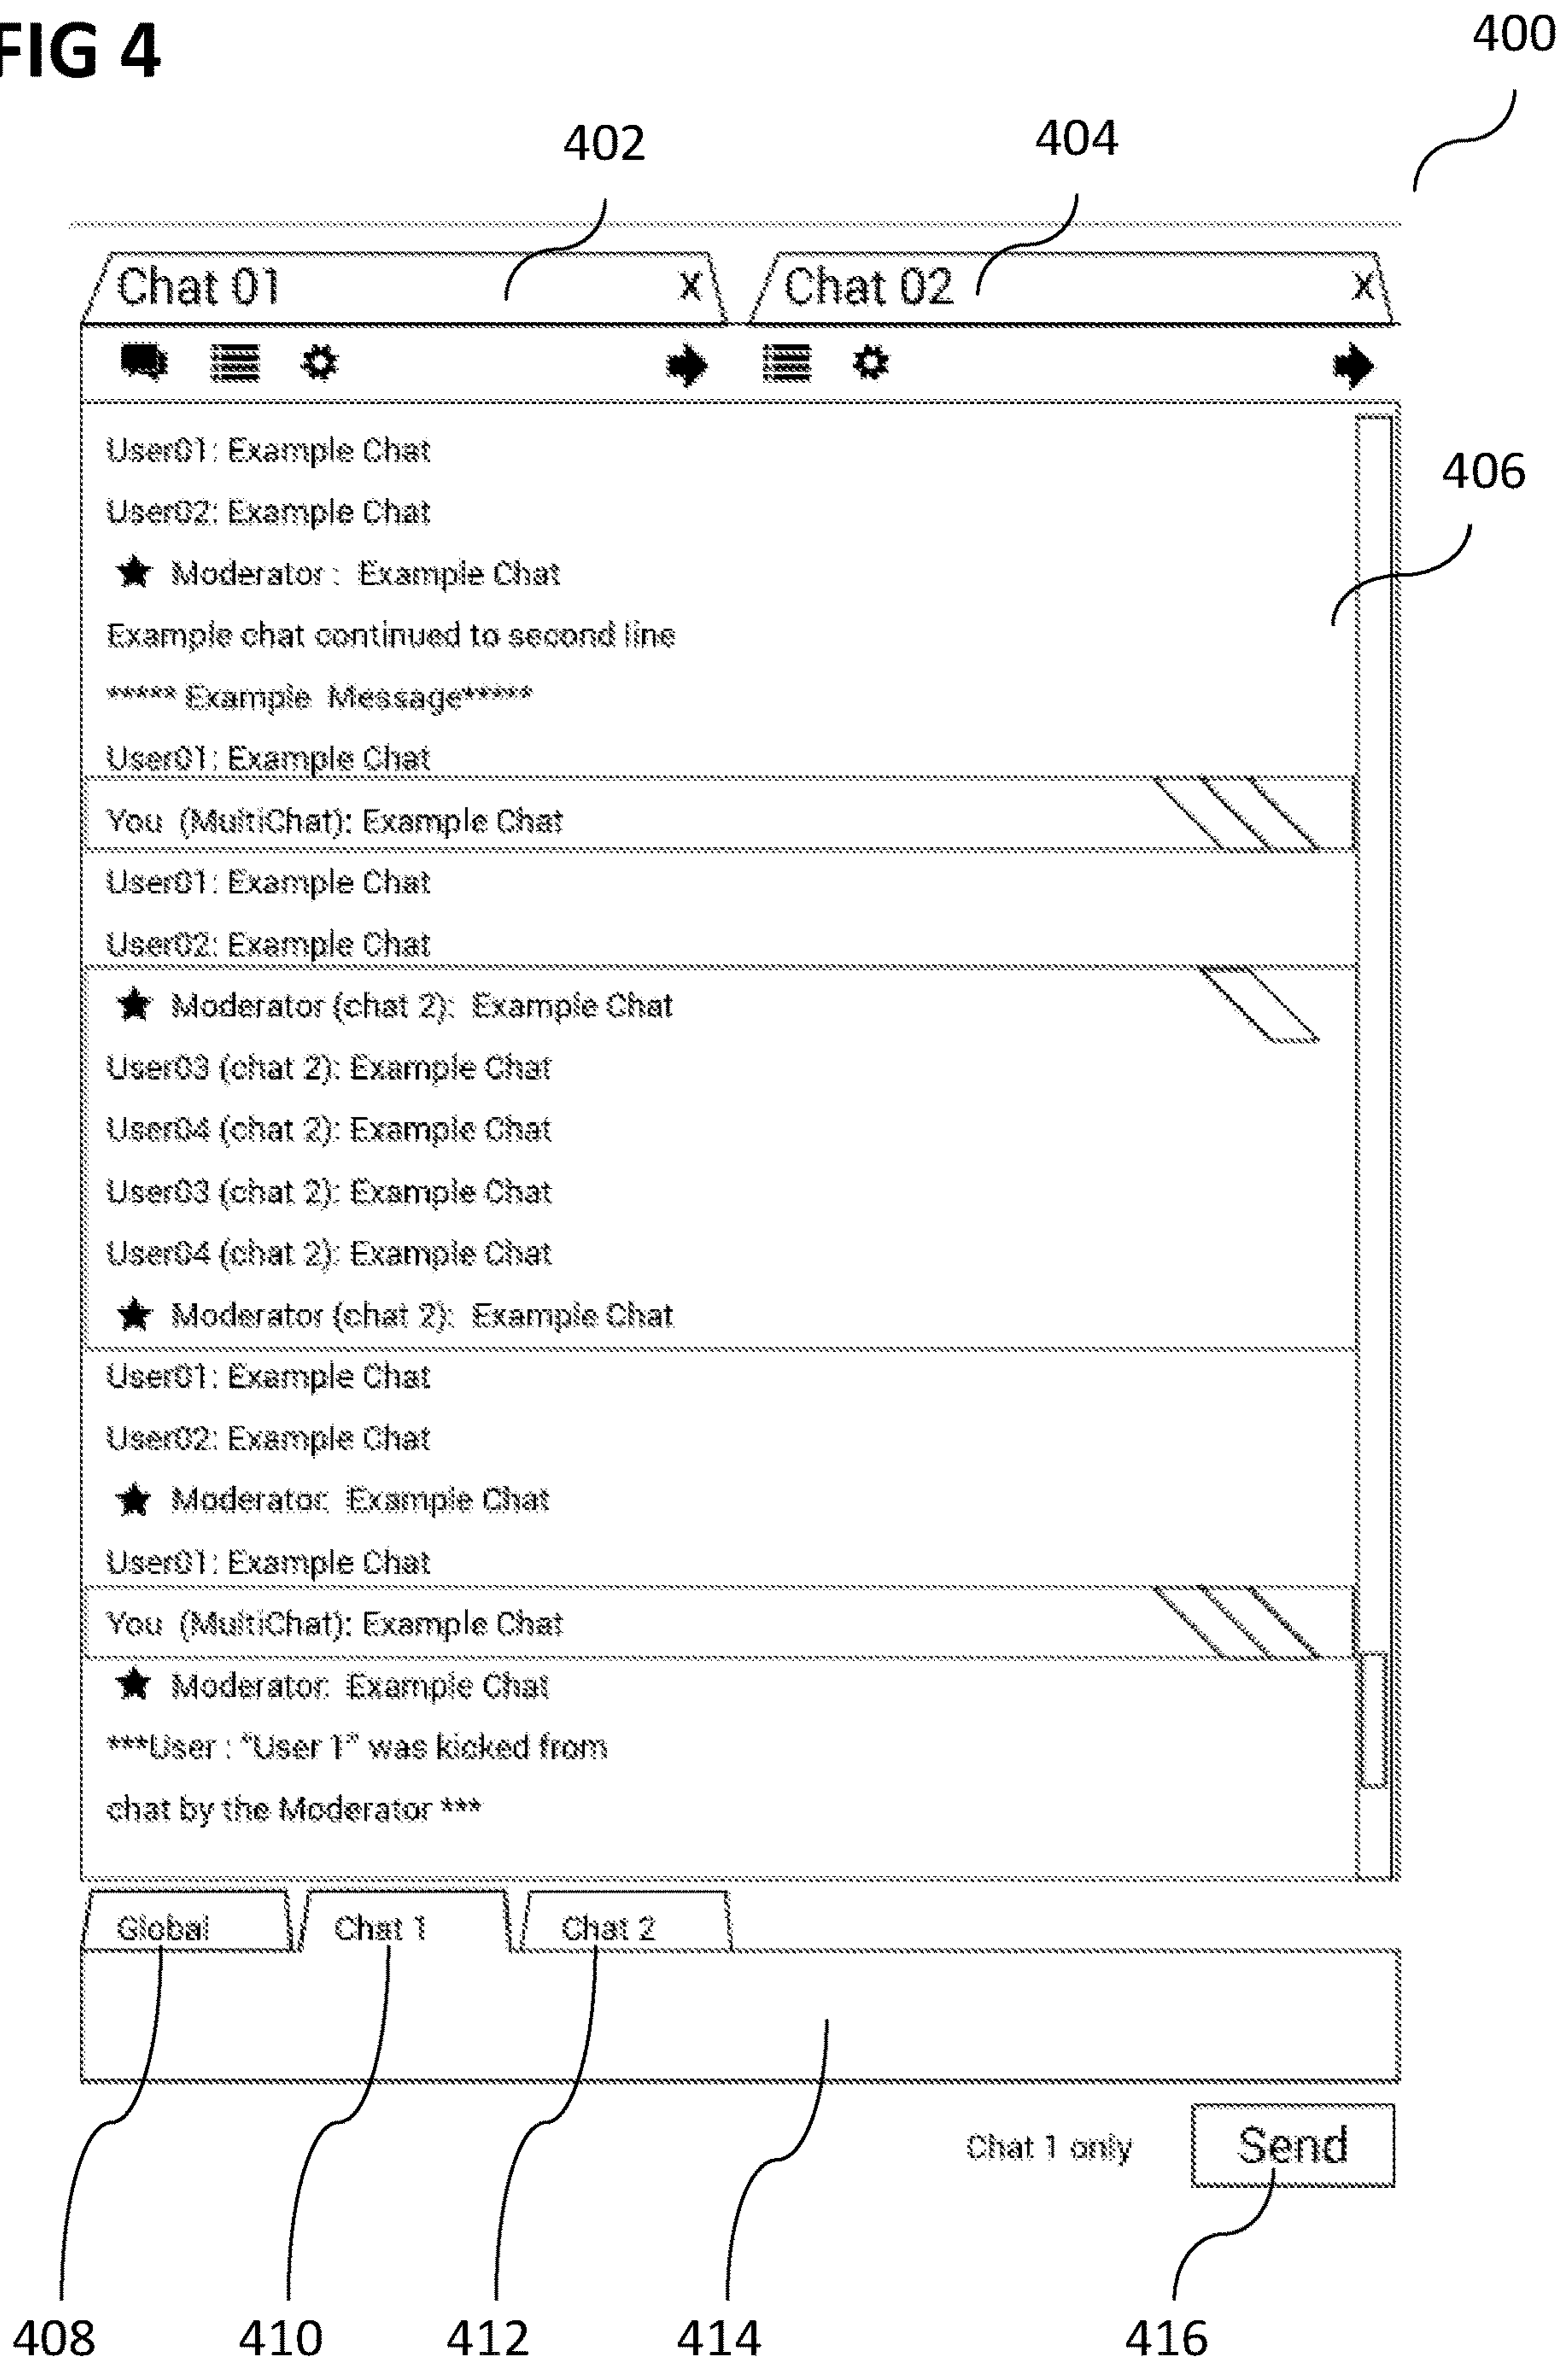 FIG 4
400
402
404
Chat 01 X Chat 02 X
User01: Example Chat
406
User02: Example Chat
Moderator : Example Chat
Example chat continued to second line
***** Example Message*****
User01: Example Chat
You (MultiChat): Example Chat
User01: Example Chat
User02: Example Chat
Moderator (chat 2): Example Chat
User03 (chat 2): Example Chat
User04 (chat 2): Example Chat
User03 (chat 2): Example Chat
User04 (chat 2): Example Chat
Moderator (chat 2): Example Chat
User01: Example Chat
User02: Example Chat
Moderator: Example Chat
User01: Example Chat
You (MultiChat): Example Chat
Moderator: Example Chat
***User : "User 1" was kicked from
chat by the Moderator ***
Global Chat 1 Chat 2
Chat 1 only Send
408 410 412 414 416